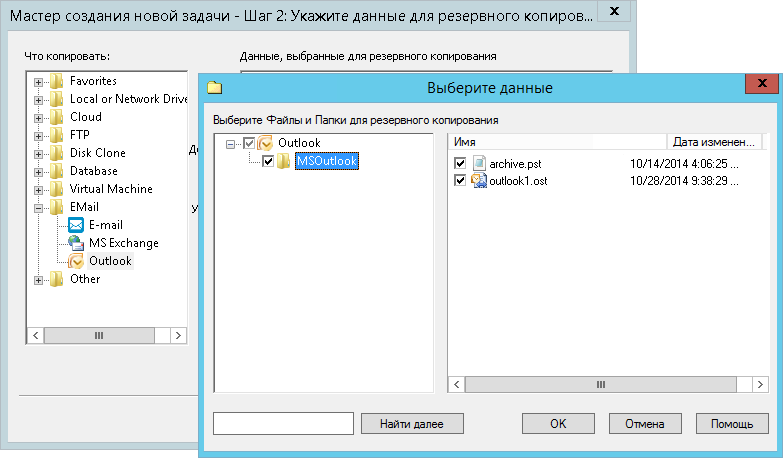 Мастер создания новой задачи - Шаг 2: Укажите данные для резервного копиров...
x
Что копировать:
Данные, выбранные для резервного копирования
Favorites
Local or Network Drive
Cloud
FTP
Disk Clone
Database
Virtual Machine
EMail
E-mail
MS Exchange
Outlook
Other
Выберите данные
x
Выберите Файлы и Папки для резервного копирования
Outlook
MSOutlook
Имя Дата изменен...
archive.pst 10/14/2014 4:06:25 ...
outlook1.ost 10/28/2014 9:38:29 ...
Найти далее
OK
Отмена
Помощь